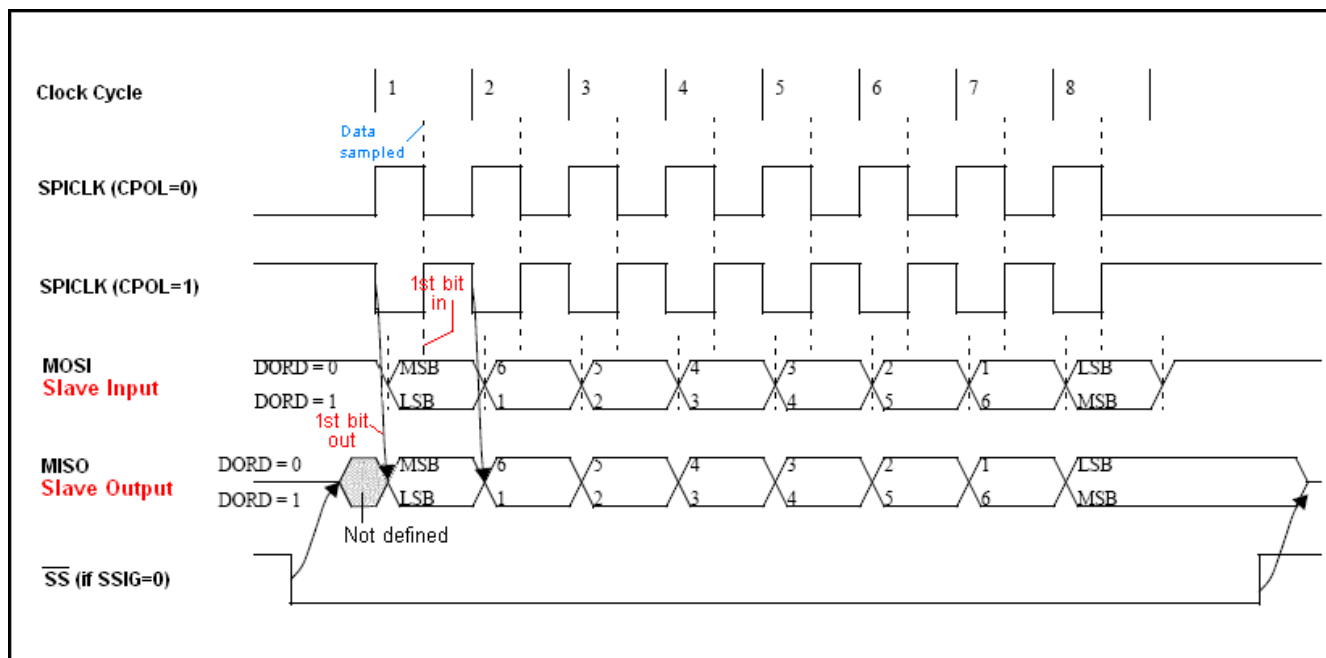 Clock Cycle
1 2 3 4 5 6 7 8
Data
sampled
SPICLK (CPOL=0)
SPICLK (CPOL=1)
1st bit
in
MOSI
Slave Input
DORD = 0
MSB 6 5 4 3 2 1 LSB
DORD = 1
LSB 1 2 3 4 5 6 MSB
1st bit
out
MISO
Slave Output
DORD = 0
MSB 6 5 4 3 2 1 LSB
DORD = 1
LSB 1 2 3 4 5 6 MSB
Not defined
SS (if SSIG=0)